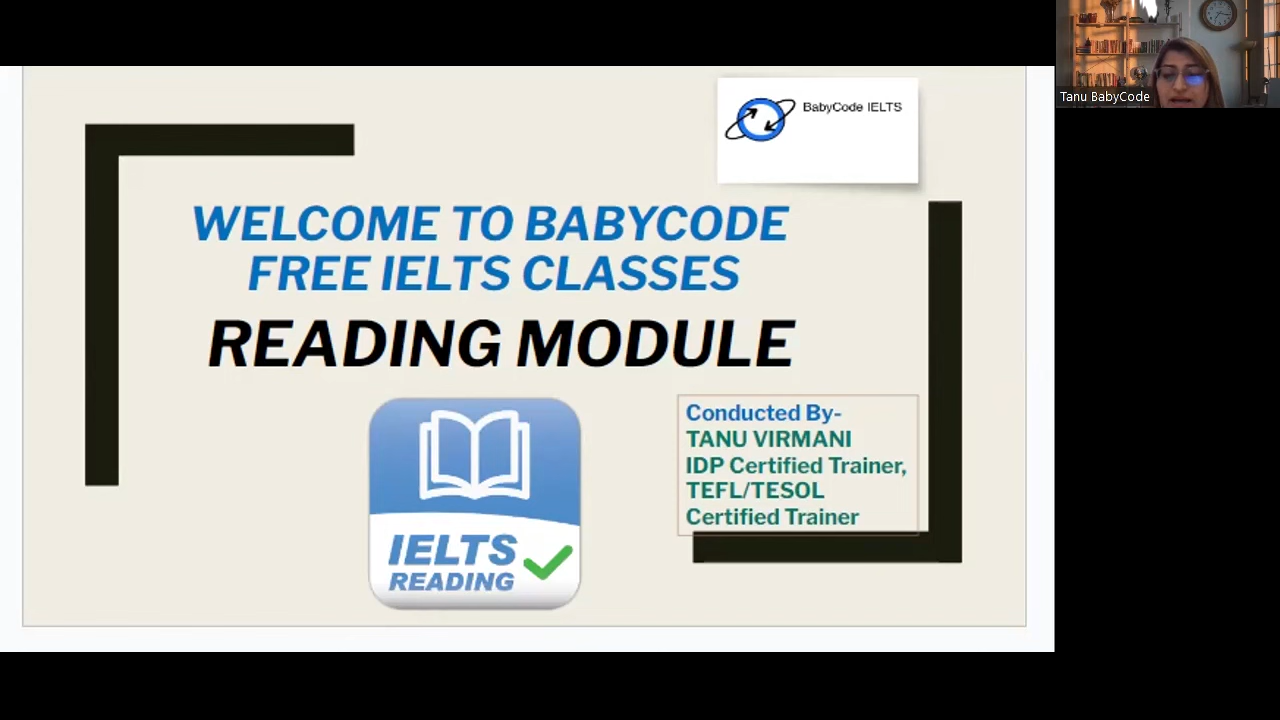 Tanu BabyCode
BabyCode IELTS
WELCOME TO BABYCODE
FREE IELTS CLASSES
READING MODULE
IELTS
READING
Conducted By-
TANU VIRMANI
IDP Certified Trainer,
TEFL/TESOL
Certified Trainer